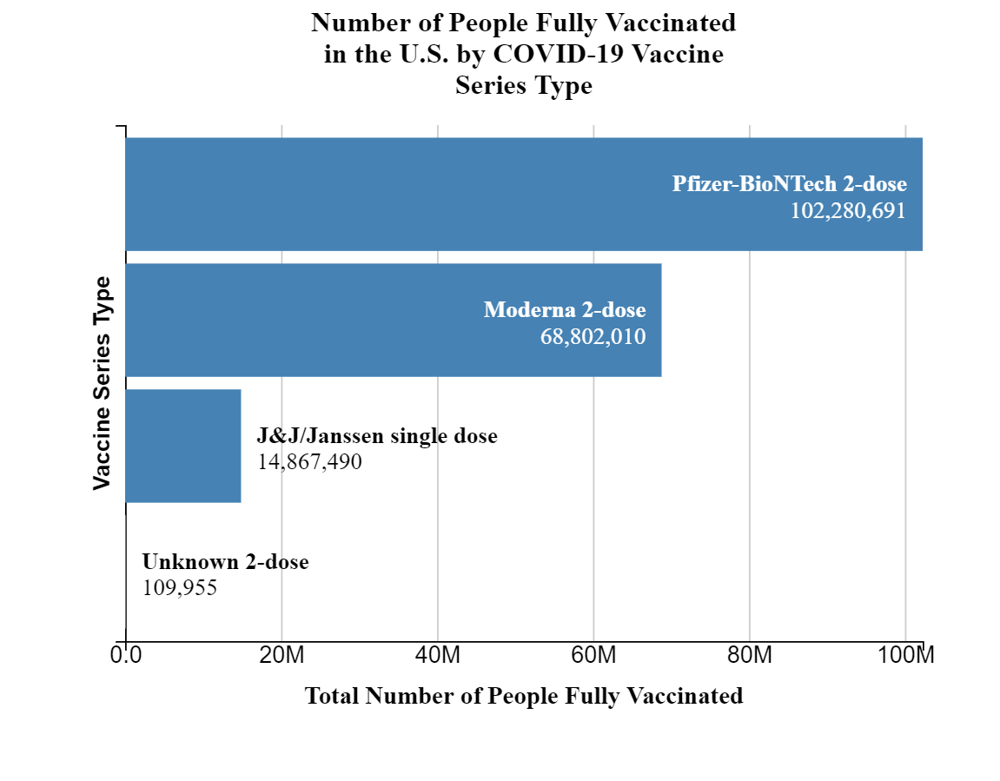 Number of People Fully Vaccinated
in the U.S. by COVID-19 Vaccine
Series Type
Vaccine Series Type
Pfizer-BioNTech 2-dose
102,280,691
Moderna 2-dose
68,802,010
J&J/Janssen single dose
14,867,490
Unknown 2-dose
109,955
0.0 20M 40M 60M 80M 100M
Total Number of People Fully Vaccinated